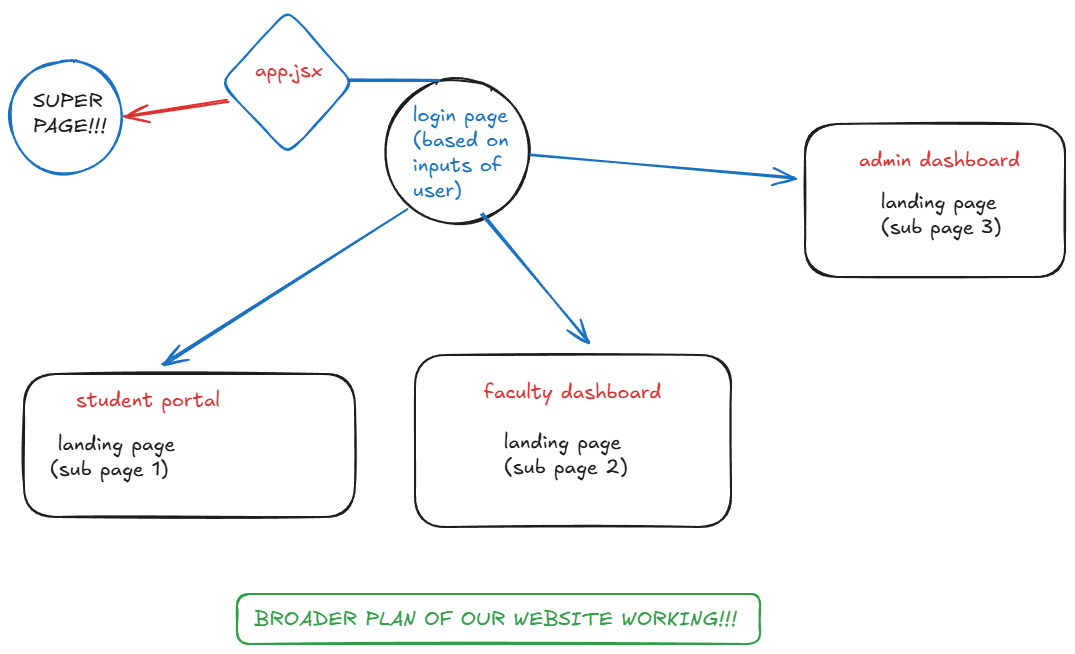 app.jsx
SUPER
PAGE!!!
login page
(based on
inputs of
user)
admin dashboard
landing page
(sub page 3)
student portal
landing page
(sub page 1)
faculty dashboard
landing page
(sub page 2)
BROADER PLAN OF OUR WEBSITE WORKING!!!